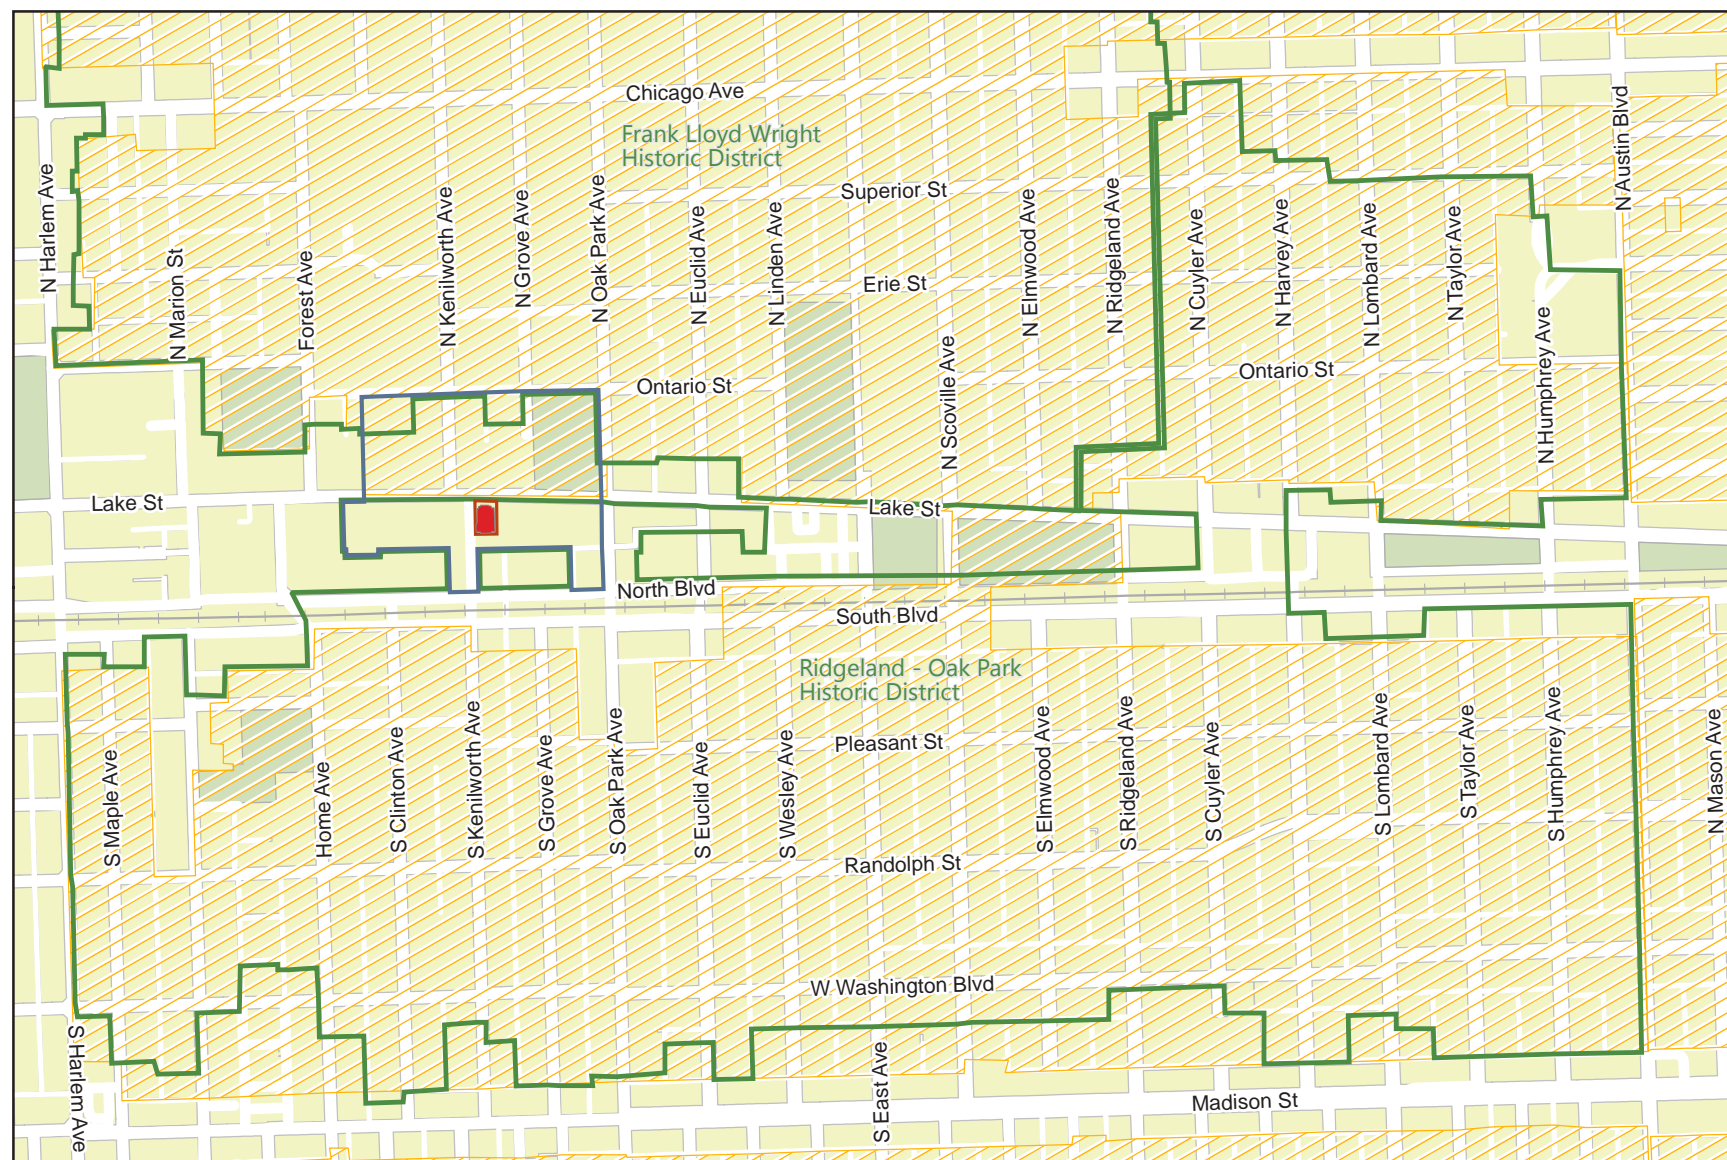 Chicago Ave
Frank Lloyd Wright
Historic District
N Austin Blvd
N Harlem Ave
N Marion St
Forest Ave
N Kenilworth Ave
N Grove Ave
N Oak Park Ave
N Euclid Ave
N Linden Ave
Superior St
Erie St
N Scoville Ave
N Elmwood Ave
N Ridgeland Ave
N Cuyler Ave
N Harvey Ave
N Lombard Ave
N Taylor Ave
N Humphrey Ave
Ontario St
Ontario St
Lake St
Lake St
North Blvd
South Blvd
Ridgeland - Oak Park
Historic District
S Maple Ave
Home Ave
S Clinton Ave
S Kenilworth Ave
S Grove Ave
S Oak Park Ave
S Euclid Ave
S Wesley Ave
Pleasant St
S Elmwood Ave
S Ridgeland Ave
S Cuyler Ave
S Lombard Ave
S Taylor Ave
S Humphrey Ave
N Mason Ave
Randolph St
W Washington Blvd
S Harlem Ave
S East Ave
Madison St